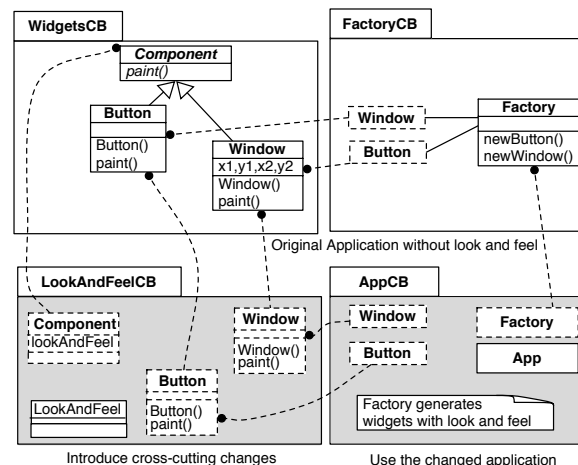 WidgetsCB
Component
paint()
Button
Button()
paint()
Window
x1,y1,x2,y2
Window()
paint()
FactoryCB
Window
Button
Factory
newButton()
newWindow()
Original Application without look and feel
LookAndFeelCB
Component
lookAndFeel
Window
Window()
paint()
Button
Button()
paint()
LookAndFeel
Introduce cross-cutting changes
AppCB
Window
Button
Factory
App
Factory generates
widgets with look and feel
Use the changed application